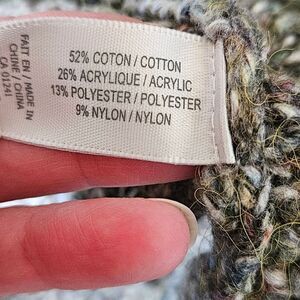 52% COTON / COTTON
26% ACRYLIQUE / ACRYLIC
13% POLYESTER / POLYESTER
9% NYLON / NYLON
FAIT EN / MADE IN
CHINE / CHINA
CA 01241